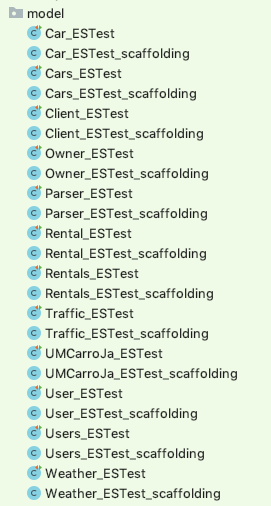 model
Car_ESTest
Car_ESTest_scaffolding
Cars_ESTest
Cars_ESTest_scaffolding
Client_ESTest
Client_ESTest_scaffolding
Owner_ESTest
Owner_ESTest_scaffolding
Parser_ESTest
Parser_ESTest_scaffolding
Rental_ESTest
Rental_ESTest_scaffolding
Rentals_ESTest
Rentals_ESTest_scaffolding
Traffic_ESTest
Traffic_ESTest_scaffolding
UMCarroJa_ESTest
UMCarroJa_ESTest_scaffolding
User_ESTest
User_ESTest_scaffolding
Users_ESTest
Users_ESTest_scaffolding
Weather_ESTest
Weather_ESTest_scaffolding